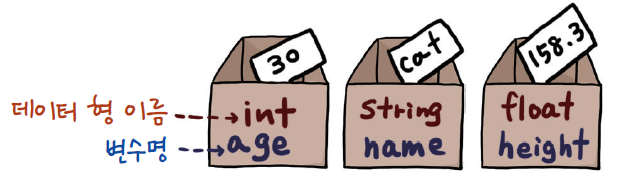 30 cat 158.3
데이터 형 이름 int string float
변수명 age name height